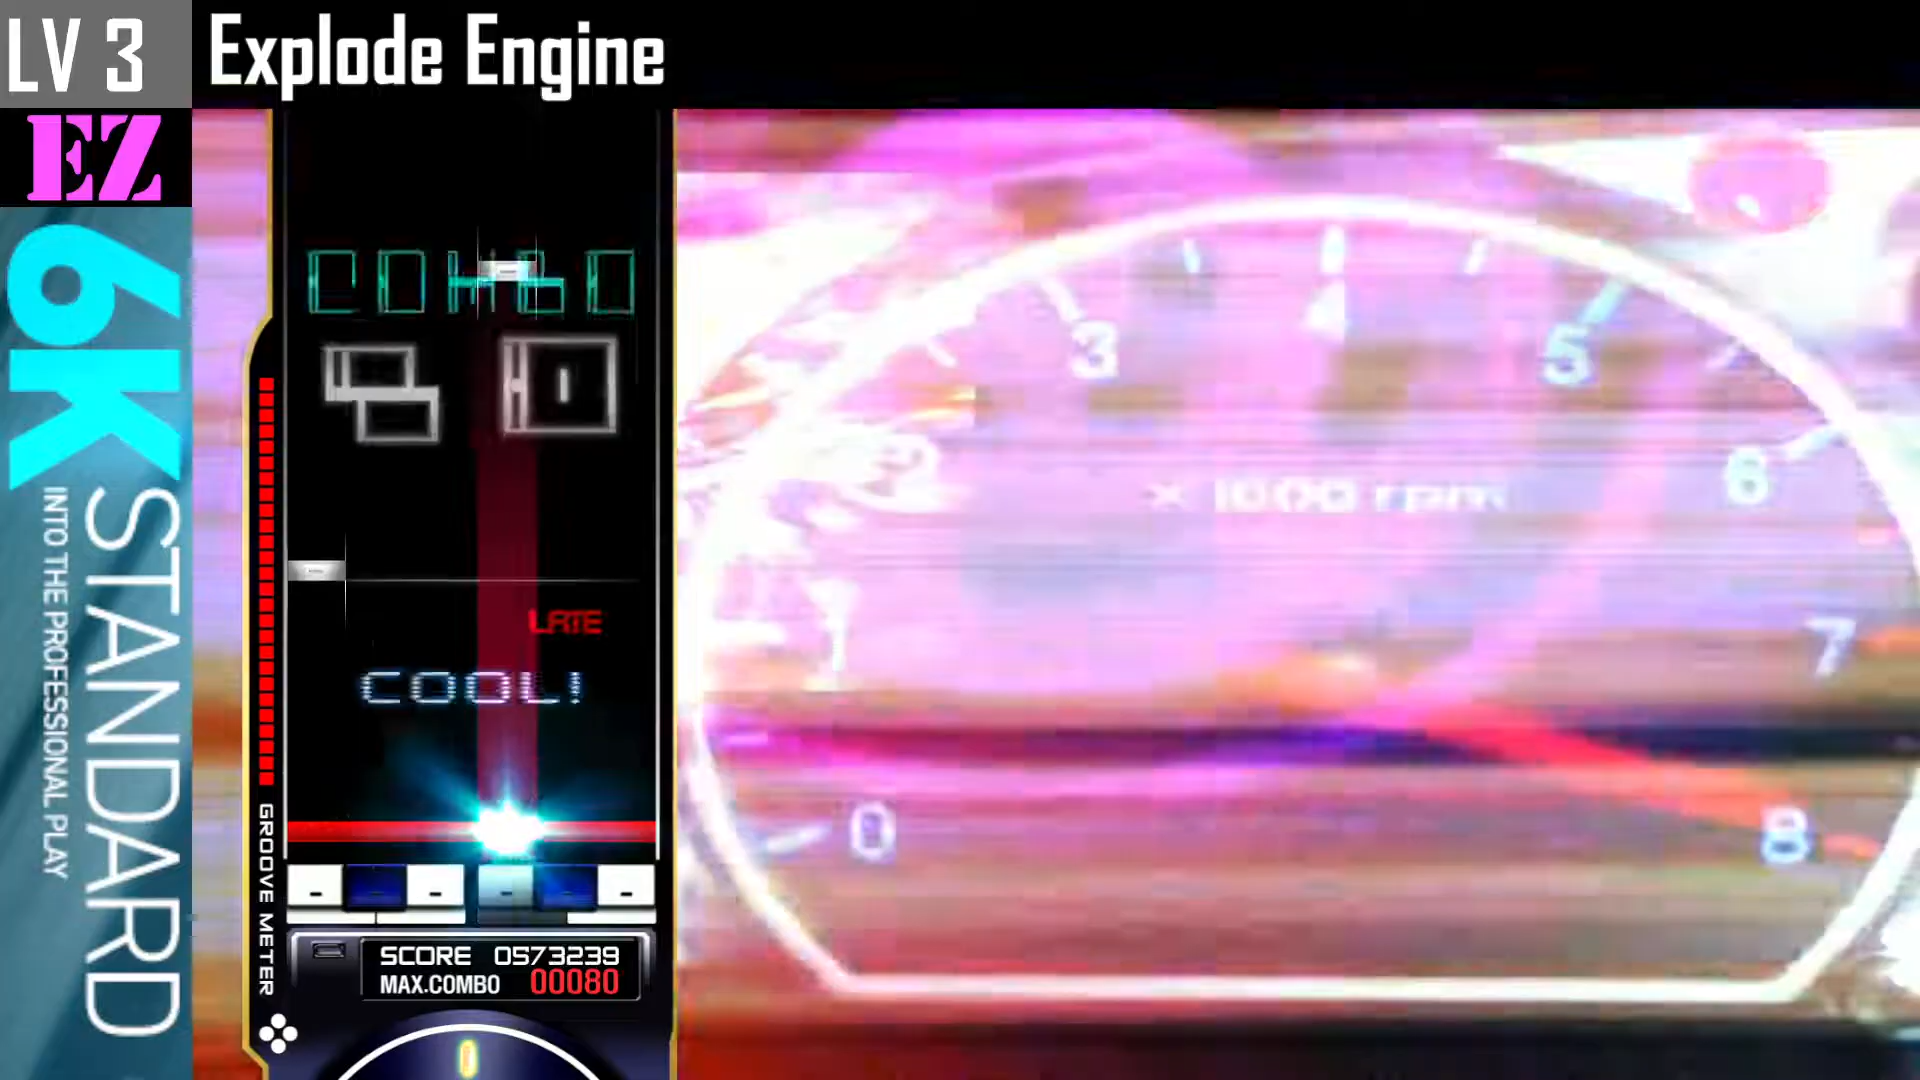 LV 3
Explode Engine
EZ
6K
STANDARD
INTO THE PROFESSIONAL PLAY
COMBO
80
LATE
COOL!
GROOVE METER
SCORE 0573239
MAX.COMBO 00080
0
1
2
3
4
5
6
7
8
× 1000 rpm